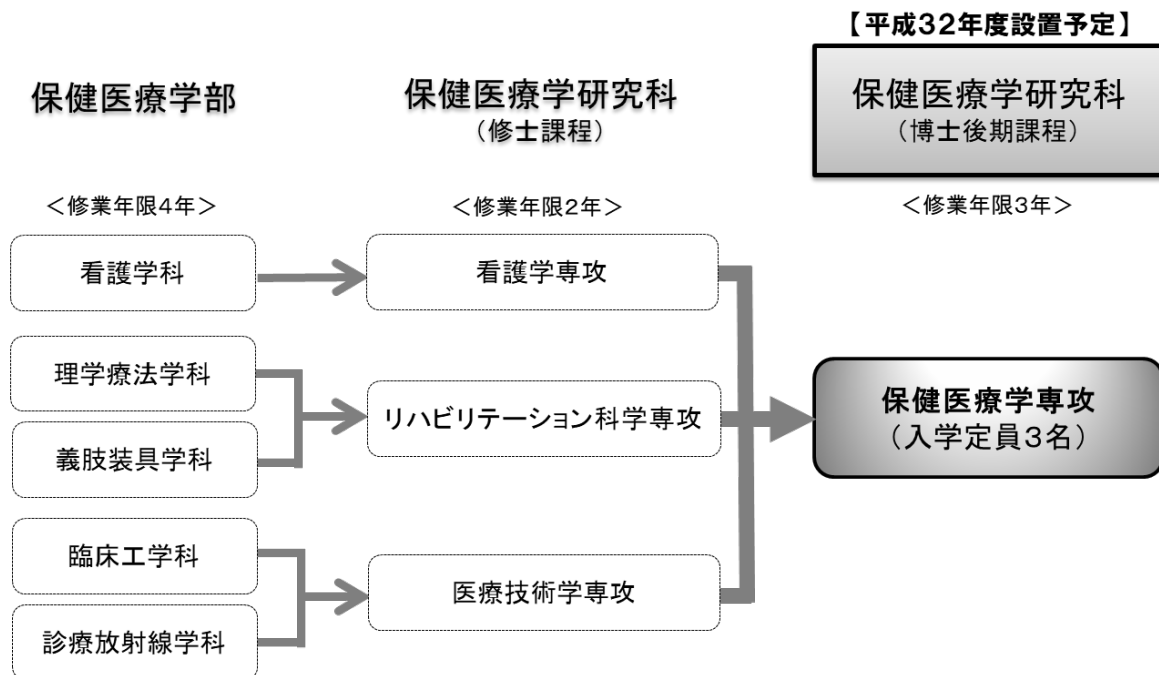 【平成32年度設置予定】
保健医療学部
保健医療学研究科
（修士課程）
保健医療学研究科
（博士後期課程）
＜修業年限4年＞
＜修業年限2年＞
＜修業年限3年＞
看護学科
看護学専攻
理学療法学科
義肢装具学科
リハビリテーション科学専攻
保健医療学専攻
（入学定員3名）
臨床工学科
診療放射線学科
医療技術学専攻